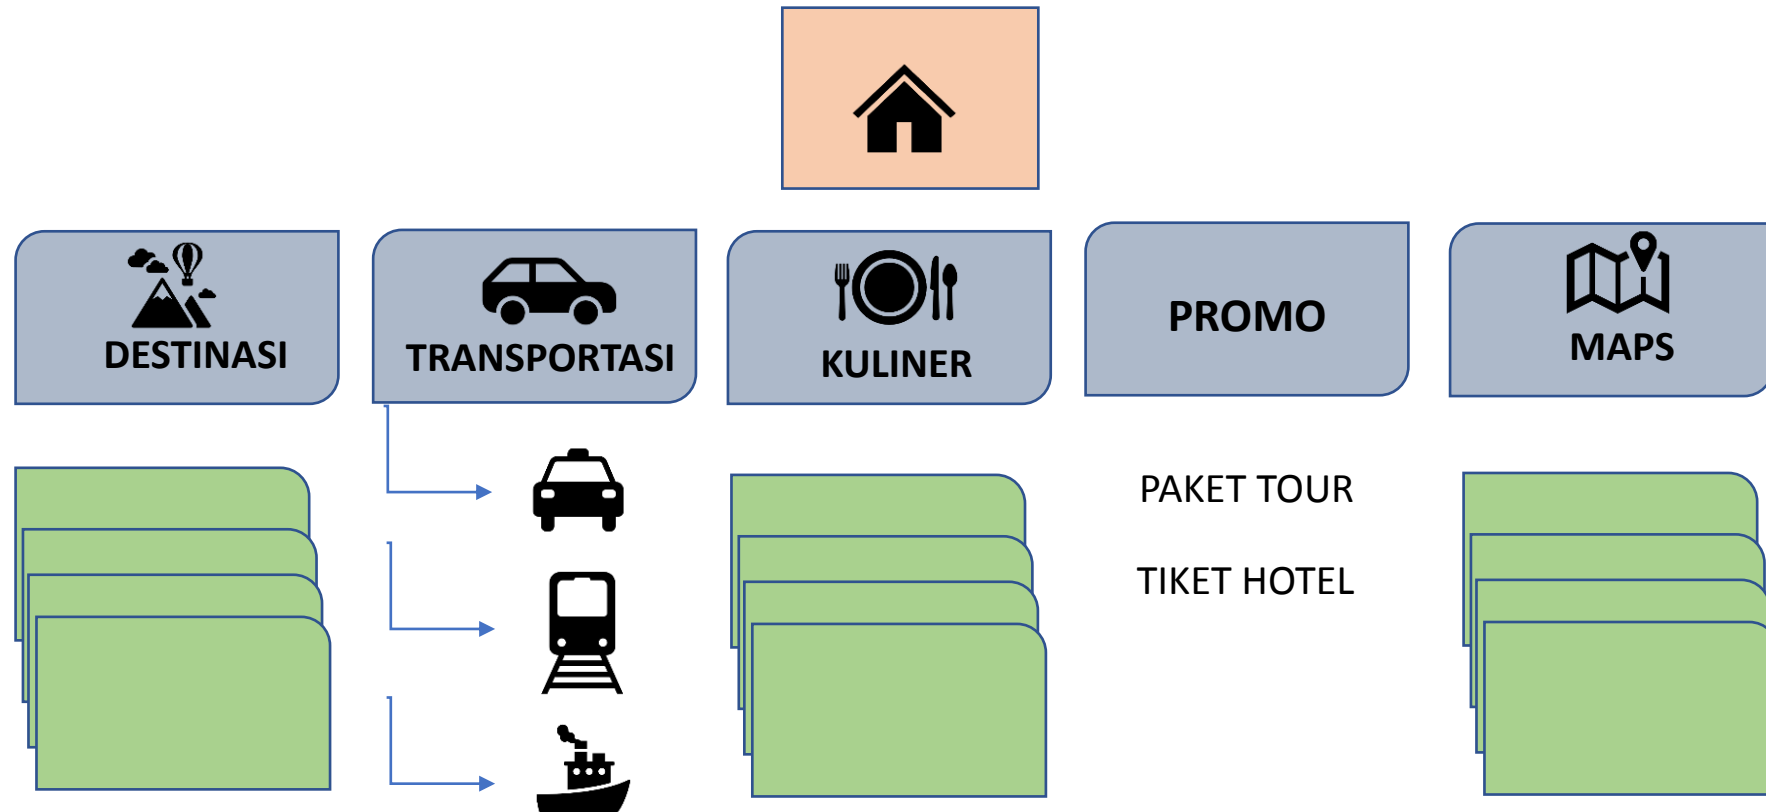 DESTINASI
TRANSPORTASI
KULINER
PROMO
MAPS
PAKET TOUR
TIKET HOTEL